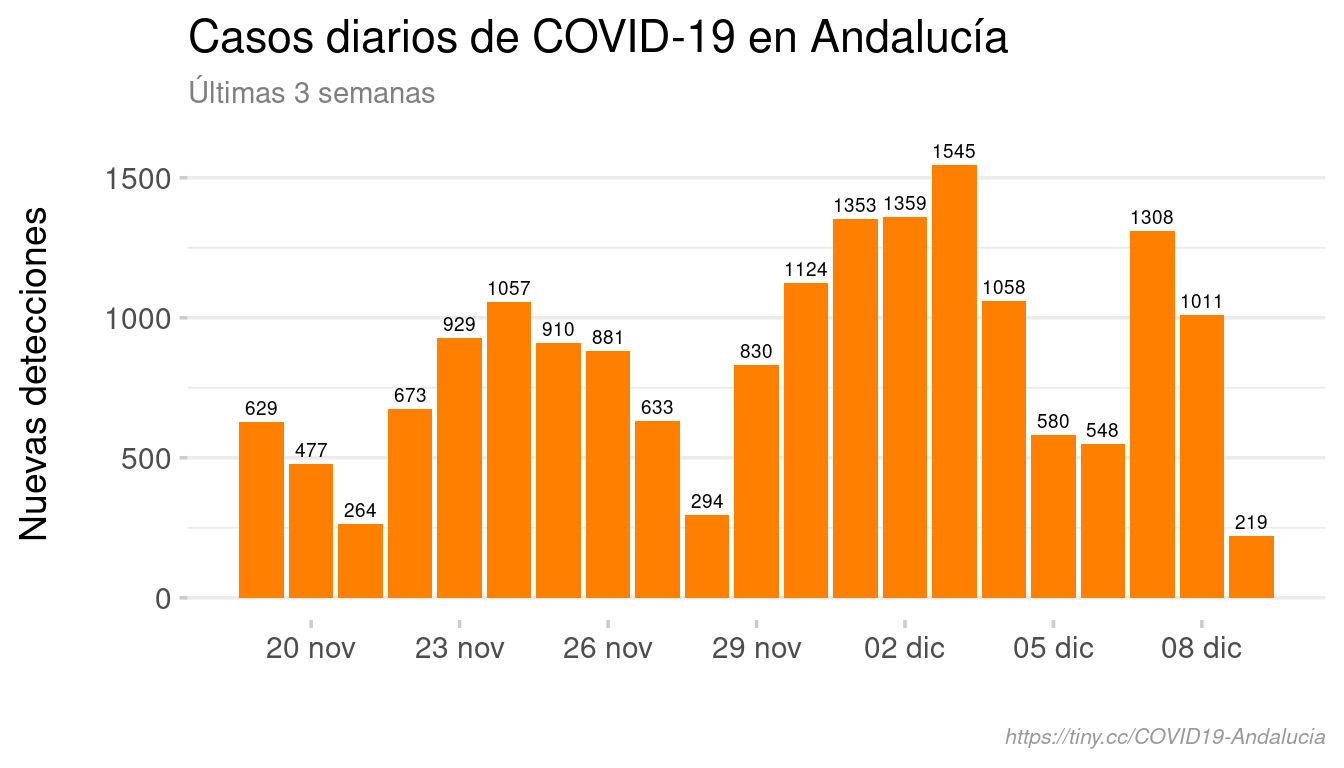 Casos diarios de COVID-19 en Andalucía
Últimas 3 semanas
Nuevas detecciones
1500
1000
500
0
629
477
264
673
929
1057
910
881
633
294
830
1124
1353
1359
1545
1058
580
548
1308
1011
219
20 nov
23 nov
26 nov
29 nov
02 dic
05 dic
08 dic
https://tiny.cc/COVID19-Andalucia